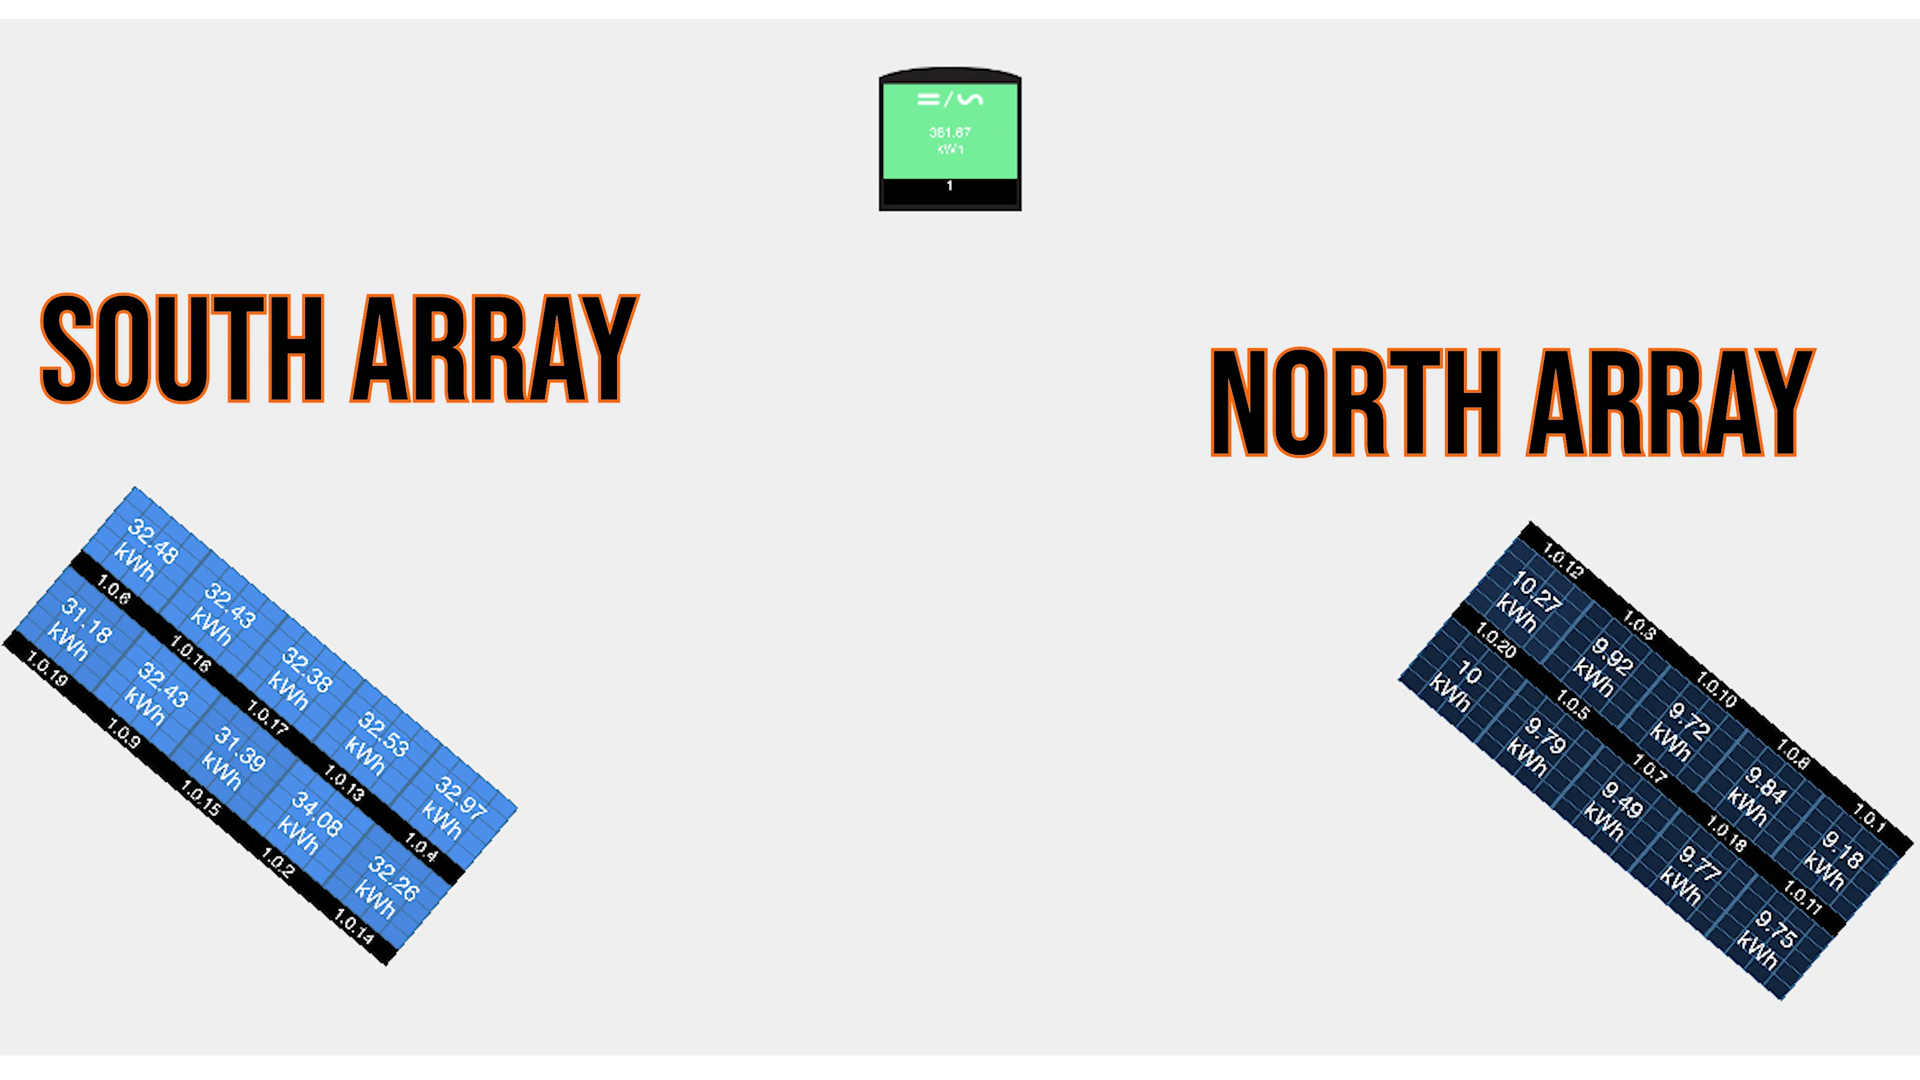 =/∽
381.67
kWh
1
SOUTH ARRAY
NORTH ARRAY
32.48
kWh
32.43
kWh
32.38
kWh
32.53
kWh
32.97
kWh
1.0.6
1.0.16
1.0.17
1.0.13
1.0.4
31.18
kWh
32.43
kWh
31.39
kWh
34.08
kWh
32.26
kWh
1.0.19
1.0.9
1.0.15
1.0.2
1.0.14
1.0.12
1.0.3
1.0.10
1.0.8
1.0.1
10.27
kWh
9.92
kWh
9.72
kWh
9.84
kWh
9.18
kWh
1.0.20
1.0.5
1.0.7
1.0.18
1.0.11
10
kWh
9.79
kWh
9.49
kWh
9.77
kWh
9.75
kWh